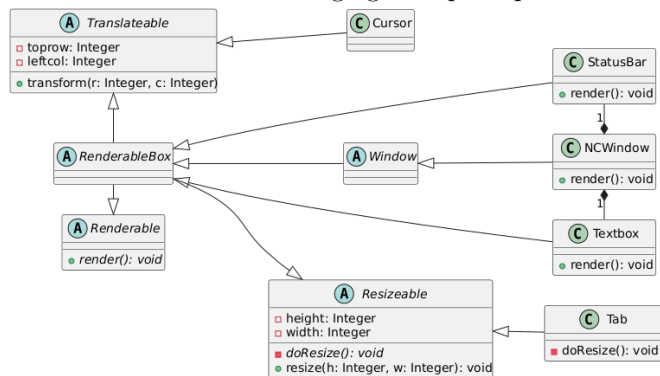 A Translateable
toprow: Integer
leftcol: Integer
transform(r: Integer, c: Integer)
C Cursor
C StatusBar
render(): void
1
A RenderableBox
A Window
C NCWindow
render(): void
1
A Renderable
render(): void
C Textbox
render(): void
A Resizeable
height: Integer
width: Integer
doResize(): void
resize(h: Integer, w: Integer): void
C Tab
doResize(): void